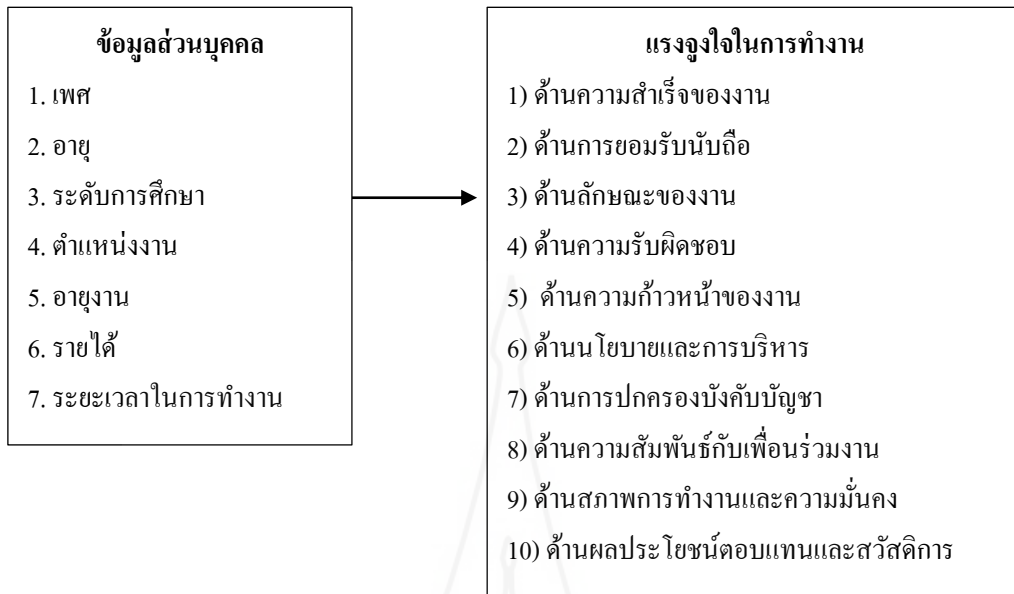 ข้อมูลส่วนบุคคล
1. เพศ
2. อายุ
3. ระดับการศึกษา
4. ตำแหน่งงาน
5. อายุงาน
6. รายได้
7. ระยะเวลาในการทำงาน
แรงจูงใจในการทำงาน
1) ด้านความสำเร็จของงาน
2) ด้านการยอมรับนับถือ
3) ด้านลักษณะของงาน
4) ด้านความรับผิดชอบ
5) ด้านความก้าวหน้าของงาน
6) ด้านนโยบายและการบริหาร
7) ด้านการปกครองบังคับบัญชา
8) ด้านความสัมพันธ์กับเพื่อนร่วมงาน
9) ด้านสภาพการทำงานและความมั่นคง
10) ด้านผลประโยชน์ตอบแทนและสวัสดิการ